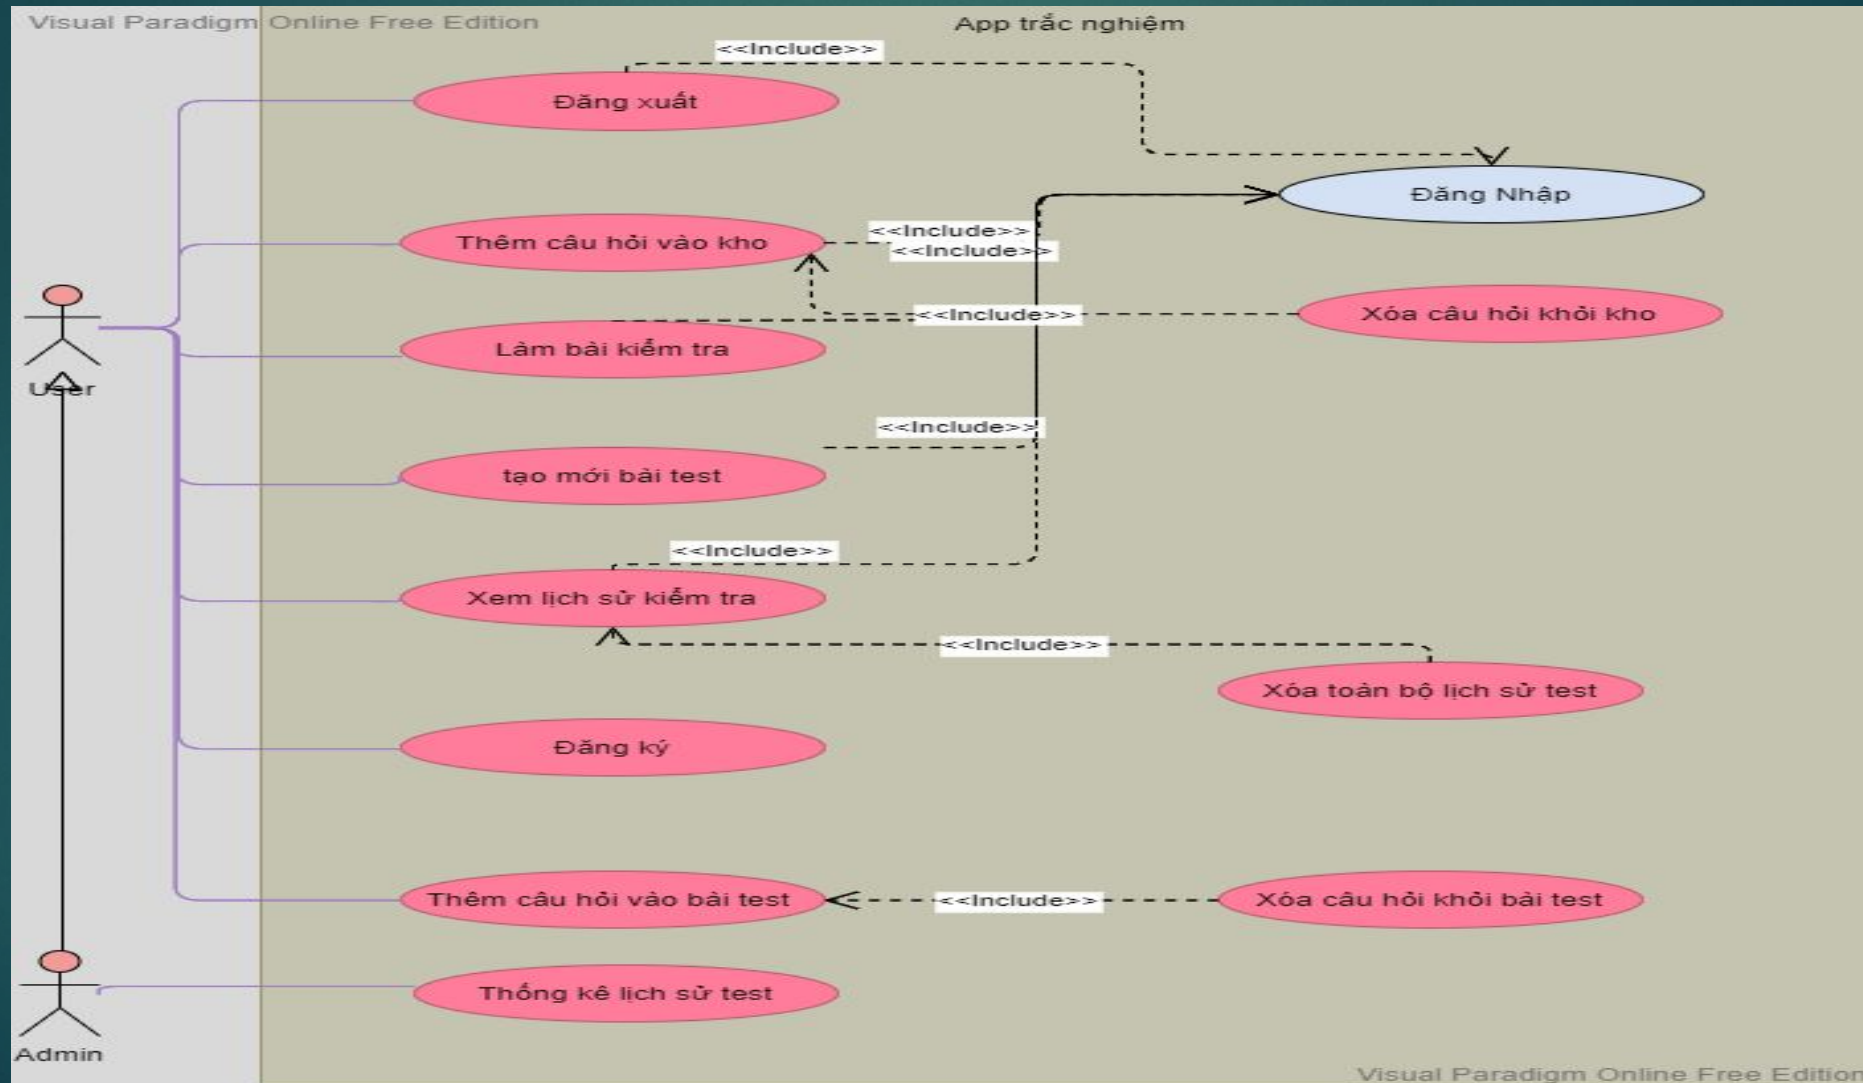 Visual Paradigm Online Free Edition
App trắc nghiệm
<<Include>>
Đăng xuất
Đăng Nhập
<<Include>>
Thêm câu hỏi vào kho
<<Include>>
<<Include>>
Xóa câu hỏi khỏi kho
Làm bài kiểm tra
User
<<Include>>
tạo mới bài test
<<Include>>
Xem lịch sử kiểm tra
<<Include>>
Xóa toàn bộ lịch sử test
Đăng ký
Thêm câu hỏi vào bài test
<<Include>>
Xóa câu hỏi khỏi bài test
Thống kê lịch sử test
Admin
Visual Paradigm Online Free Edition